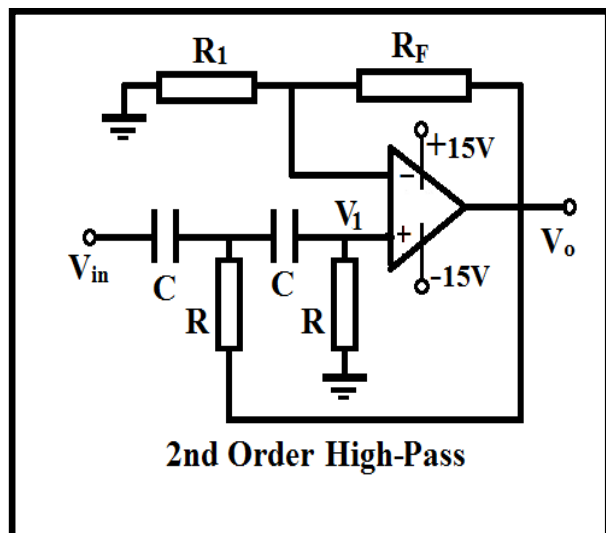 R1
RF
+15V
−
Vin
C
C
V1
+
Vo
-15V
R
R
2nd Order High-Pass